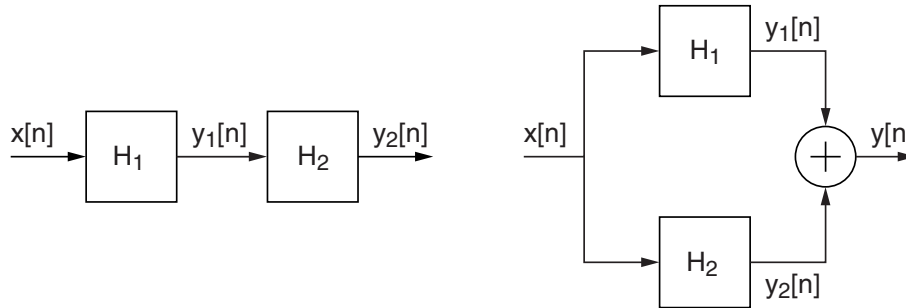 x[n]
H₁
y₁[n]
H₂
y₂[n]
x[n]
H₁
y₁[n]
H₂
y₂[n]
+
y[n